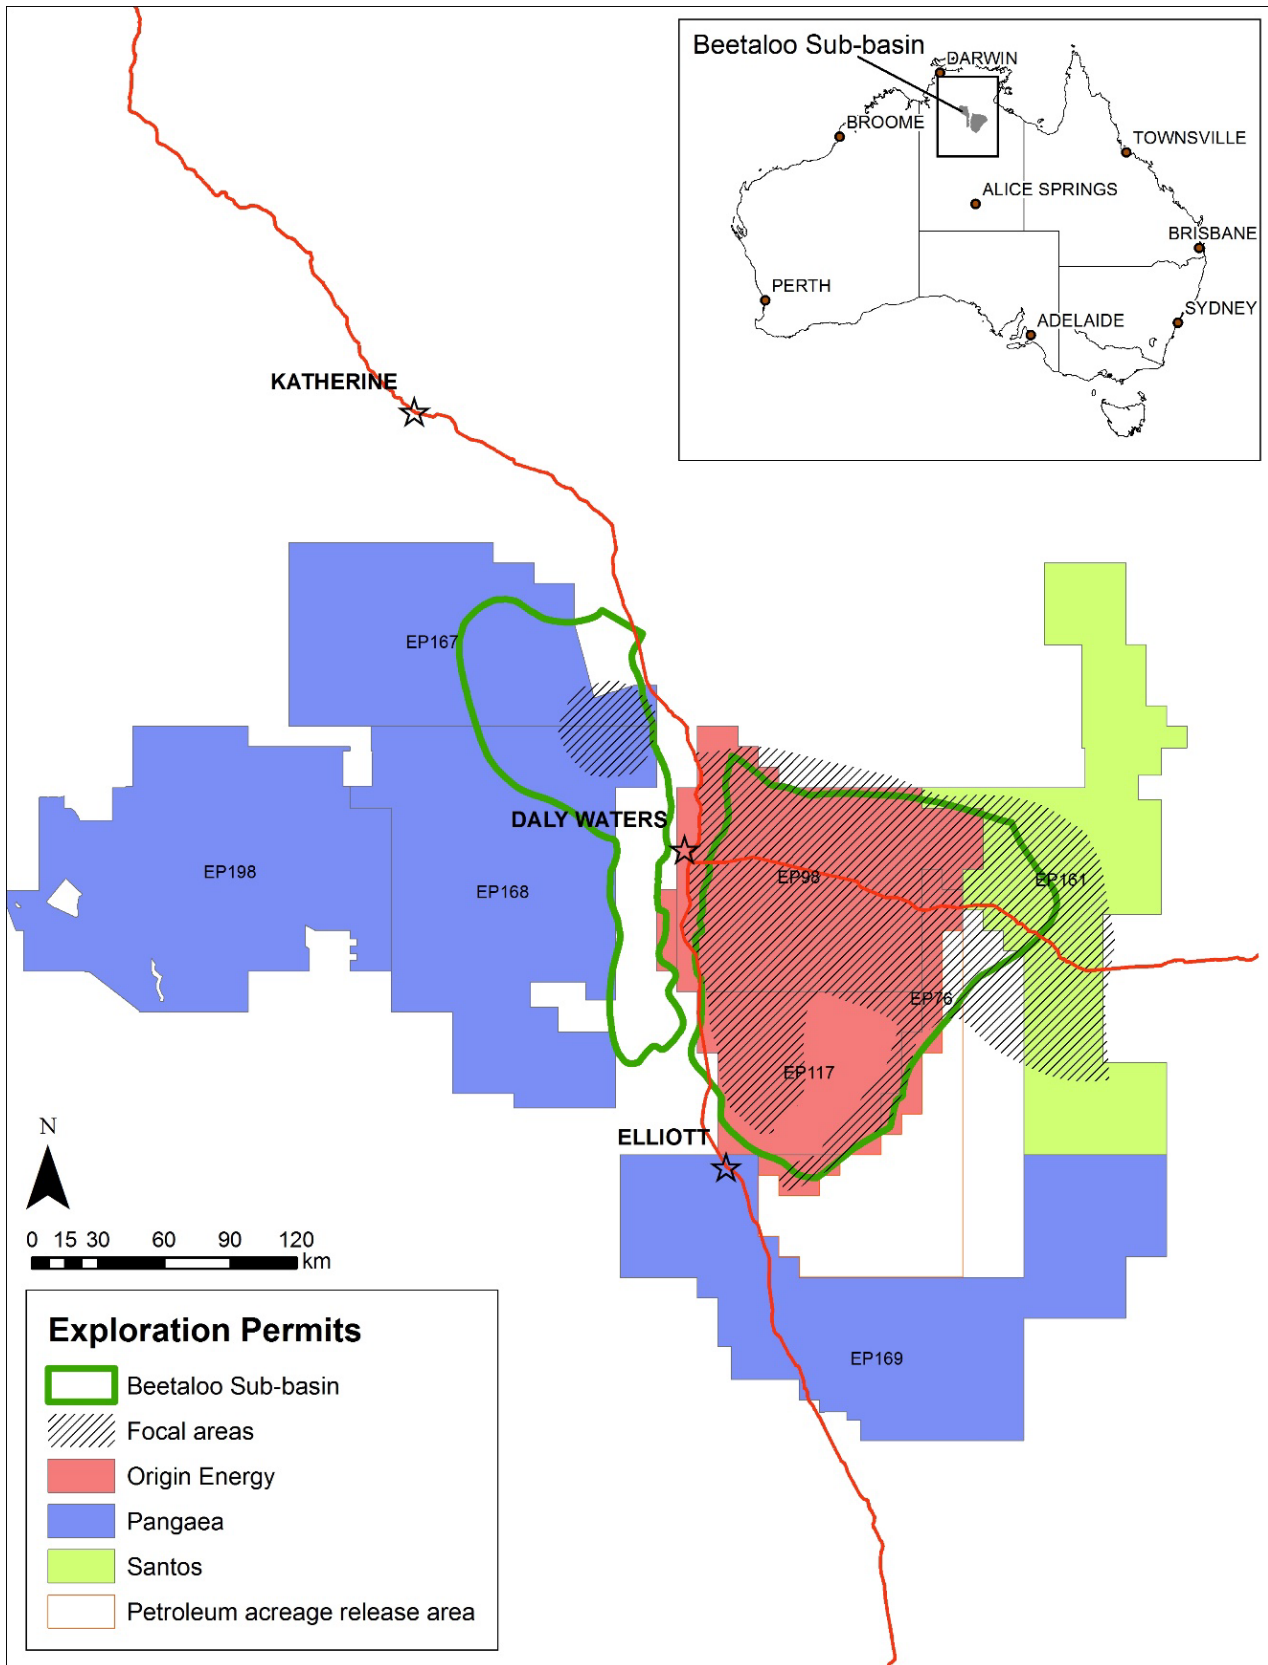 Beetaloo Sub-basin
DARWIN
BROOME
TOWNSVILLE
ALICE SPRINGS
BRISBANE
PERTH
SYDNEY
ADELAIDE
KATHERINE
EP167
DALY WATERS
EP198
EP168
EP98
EP161
EP76
EP117
ELLIOTT
EP169
N
0 15 30 60 90 120
km
Exploration Permits
Beetaloo Sub-basin
Focal areas
Origin Energy
Pangaea
Santos
Petroleum acreage release area